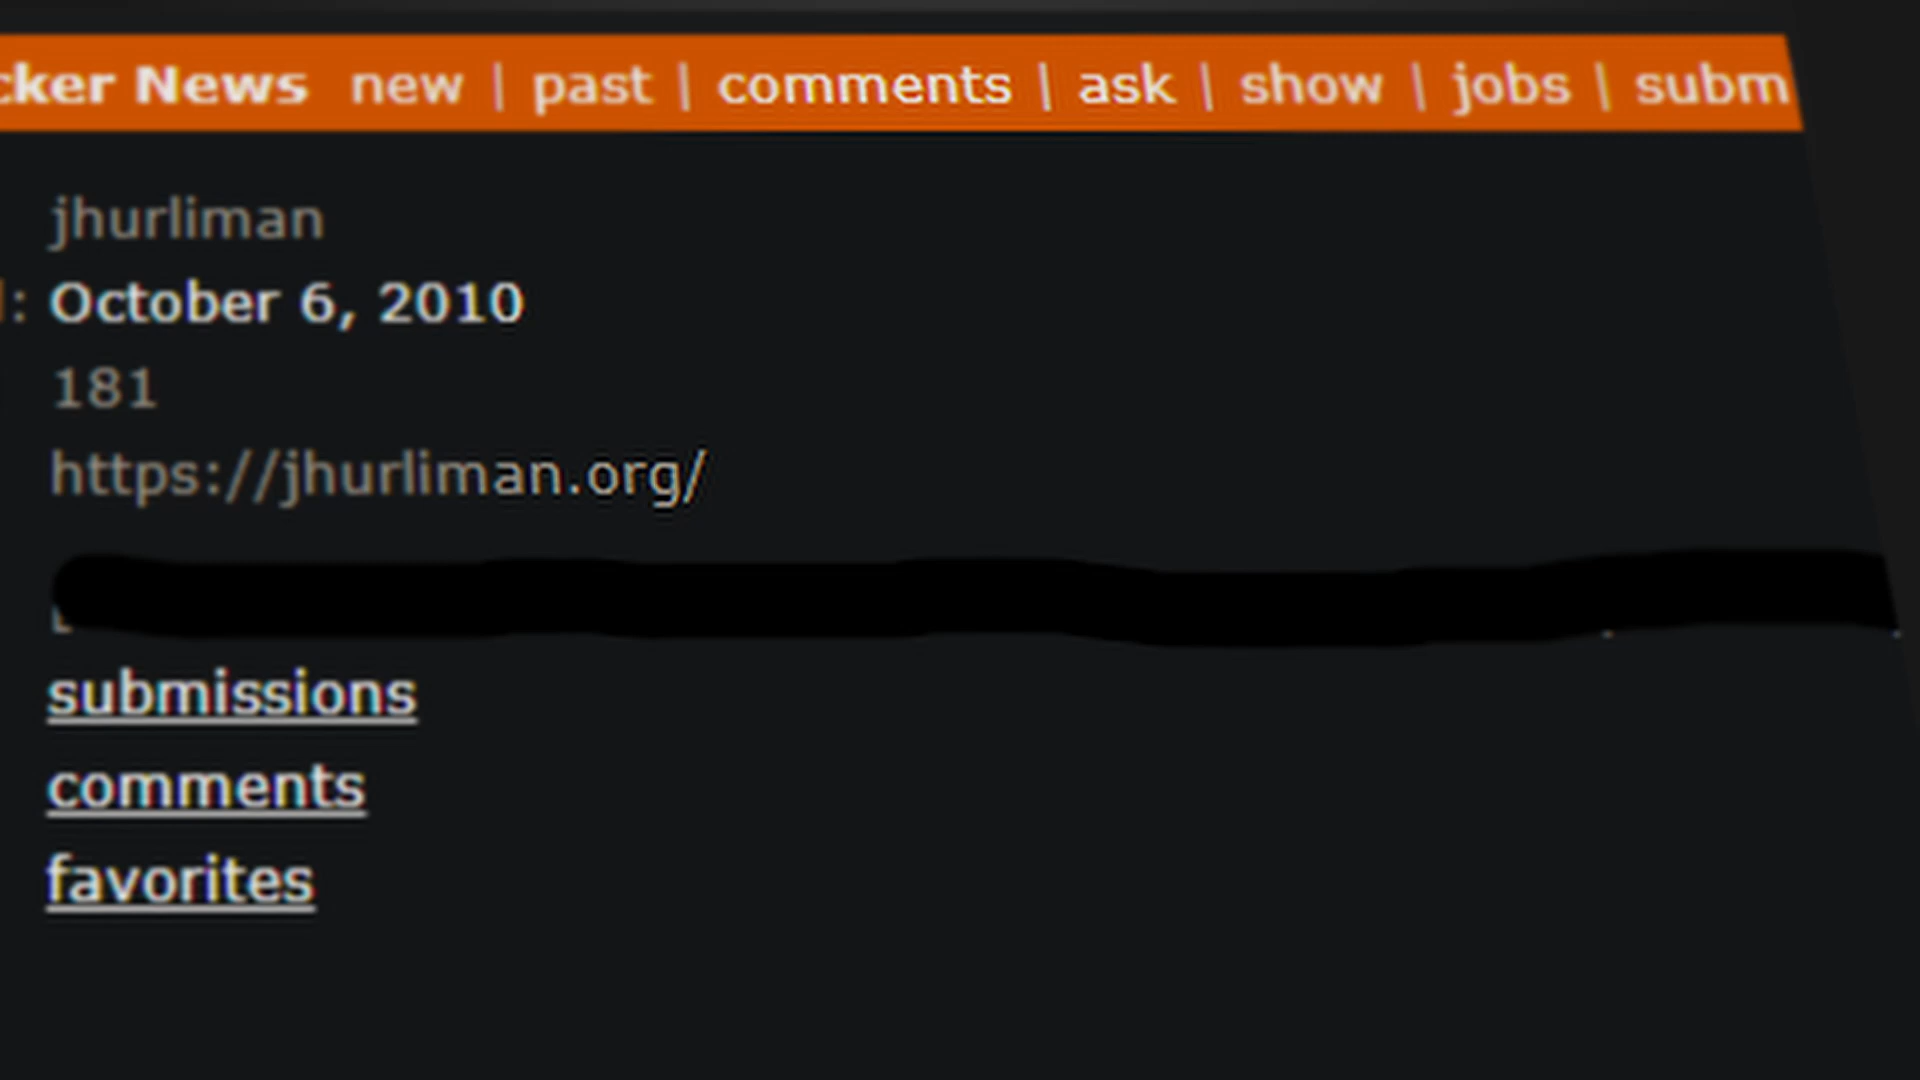 cker News new | past | comments | ask | show | jobs | subm
jhurliman
: October 6, 2010
181
https://jhurliman.org/
submissions
comments
favorites